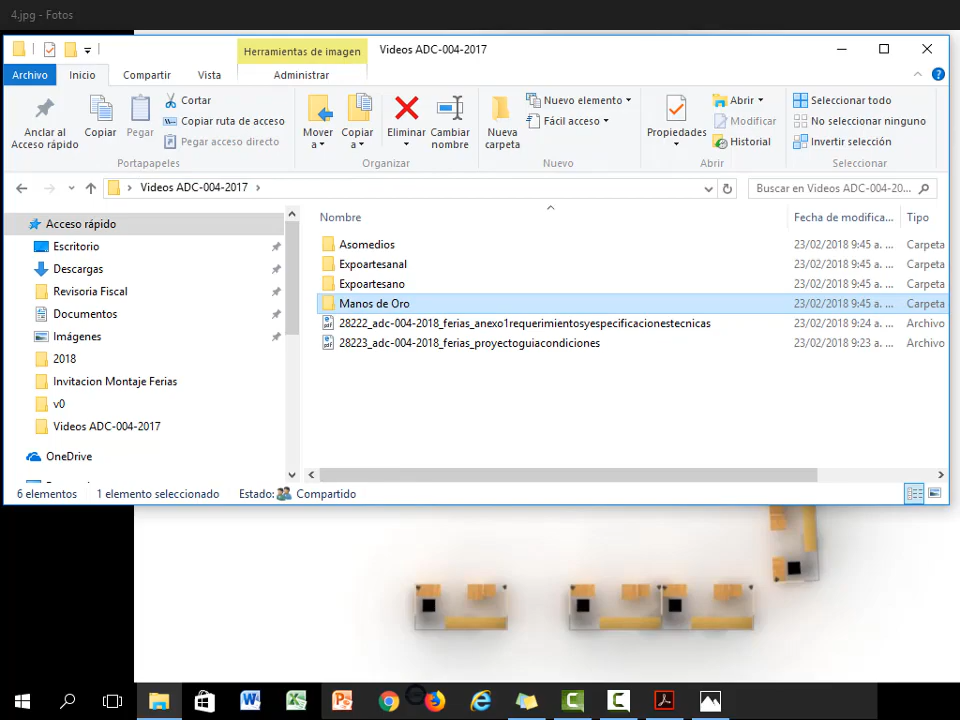 4.jpg - Fotos
Herramientas de imagen
Videos ADC-004-2017
Archivo
Inicio
Compartir
Vista
Administrar
Anclar al
Acceso rápido
Copiar
Pegar
Cortar
Copiar ruta de acceso
Pegar acceso directo
Portapapeles
Mover
a
Copiar
a
Eliminar
Cambiar
nombre
Organizar
Nueva
carpeta
Nuevo elemento
Fácil acceso
Nuevo
Propiedades
Abrir
Modificar
Historial
Abrir
Seleccionar todo
No seleccionar ninguno
Invertir selección
Seleccionar
Videos ADC-004-2017
Buscar en Videos ADC-004-20...
Acceso rápido
Escritorio
Descargas
Revisoria Fiscal
Documentos
Imágenes
2018
Invitacion Montaje Ferias
v0
Videos ADC-004-2017
OneDrive
Nombre
Fecha de modifica...
Tipo
Asomedios
23/02/2018 9:45 a. ...
Carpeta
Expoartesanal
23/02/2018 9:45 a. ...
Carpeta
Expoartesano
23/02/2018 9:45 a. ...
Carpeta
Manos de Oro
23/02/2018 9:45 a. ...
Carpeta
28222_adc-004-2018_ferias_anexo1requerimientosyespecificacionestecnicas
23/02/2018 9:24 a. ...
Archivo
28223_adc-004-2018_ferias_proyectoguiacondiciones
23/02/2018 9:23 a. ...
Archivo
6 elementos
1 elemento seleccionado
Estado:
Compartido